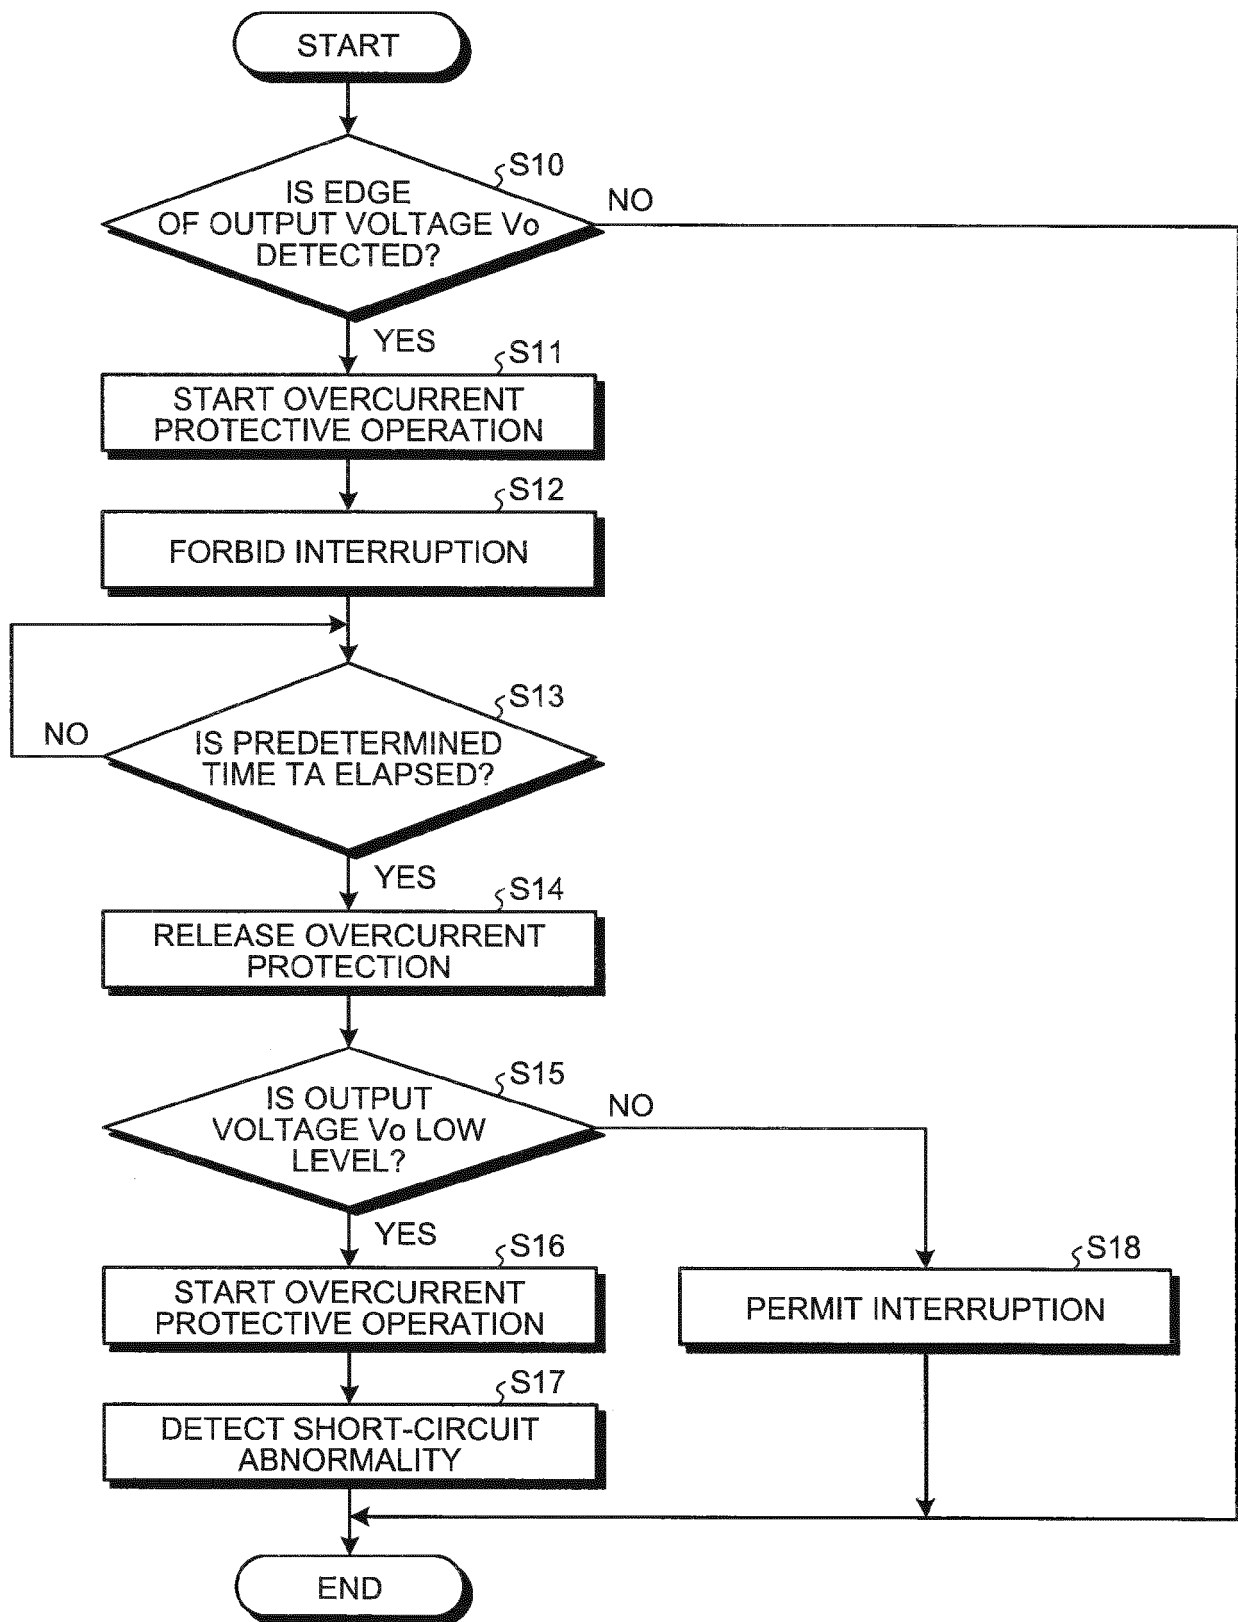 START
S10
IS EDGE
OF OUTPUT VOLTAGE Vo
DETECTED?
NO
YES
S11
START OVERCURRENT
PROTECTIVE OPERATION
S12
FORBID INTERRUPTION
S13
IS PREDETERMINED
TIME TA ELAPSED?
NO
YES
S14
RELEASE OVERCURRENT
PROTECTION
S15
IS OUTPUT
VOLTAGE Vo LOW
LEVEL?
NO
YES
S16
START OVERCURRENT
PROTECTIVE OPERATION
S18
PERMIT INTERRUPTION
S17
DETECT SHORT-CIRCUIT
ABNORMALITY
END